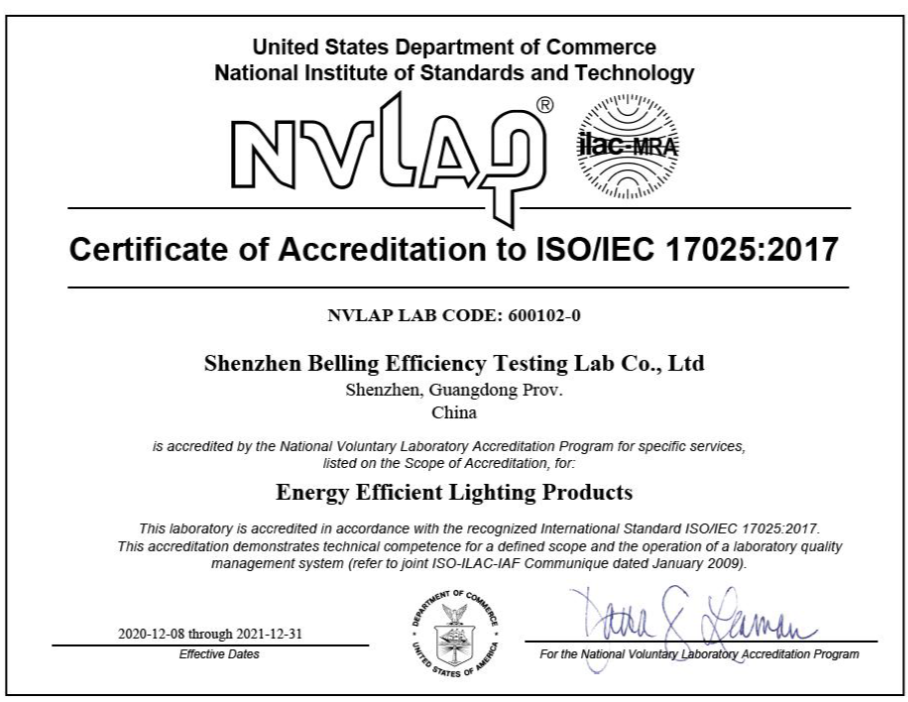 United States Department of Commerce
National Institute of Standards and Technology
NVLAP®
ilac-MRA
Certificate of Accreditation to ISO/IEC 17025:2017
NVLAP LAB CODE: 600102-0
Shenzhen Belling Efficiency Testing Lab Co., Ltd
Shenzhen, Guangdong Prov.
China
is accredited by the National Voluntary Laboratory Accreditation Program for specific services,
listed on the Scope of Accreditation, for:
Energy Efficient Lighting Products
This laboratory is accredited in accordance with the recognized International Standard ISO/IEC 17025:2017.
This accreditation demonstrates technical competence for a defined scope and the operation of a laboratory quality
management system (refer to joint ISO-ILAC-IAF Communique dated January 2009).
2020-12-08 through 2021-12-31
Effective Dates
DEPARTMENT OF COMMERCE
UNITED STATES OF AMERICA
Dana S Leaman
For the National Voluntary Laboratory Accreditation Program